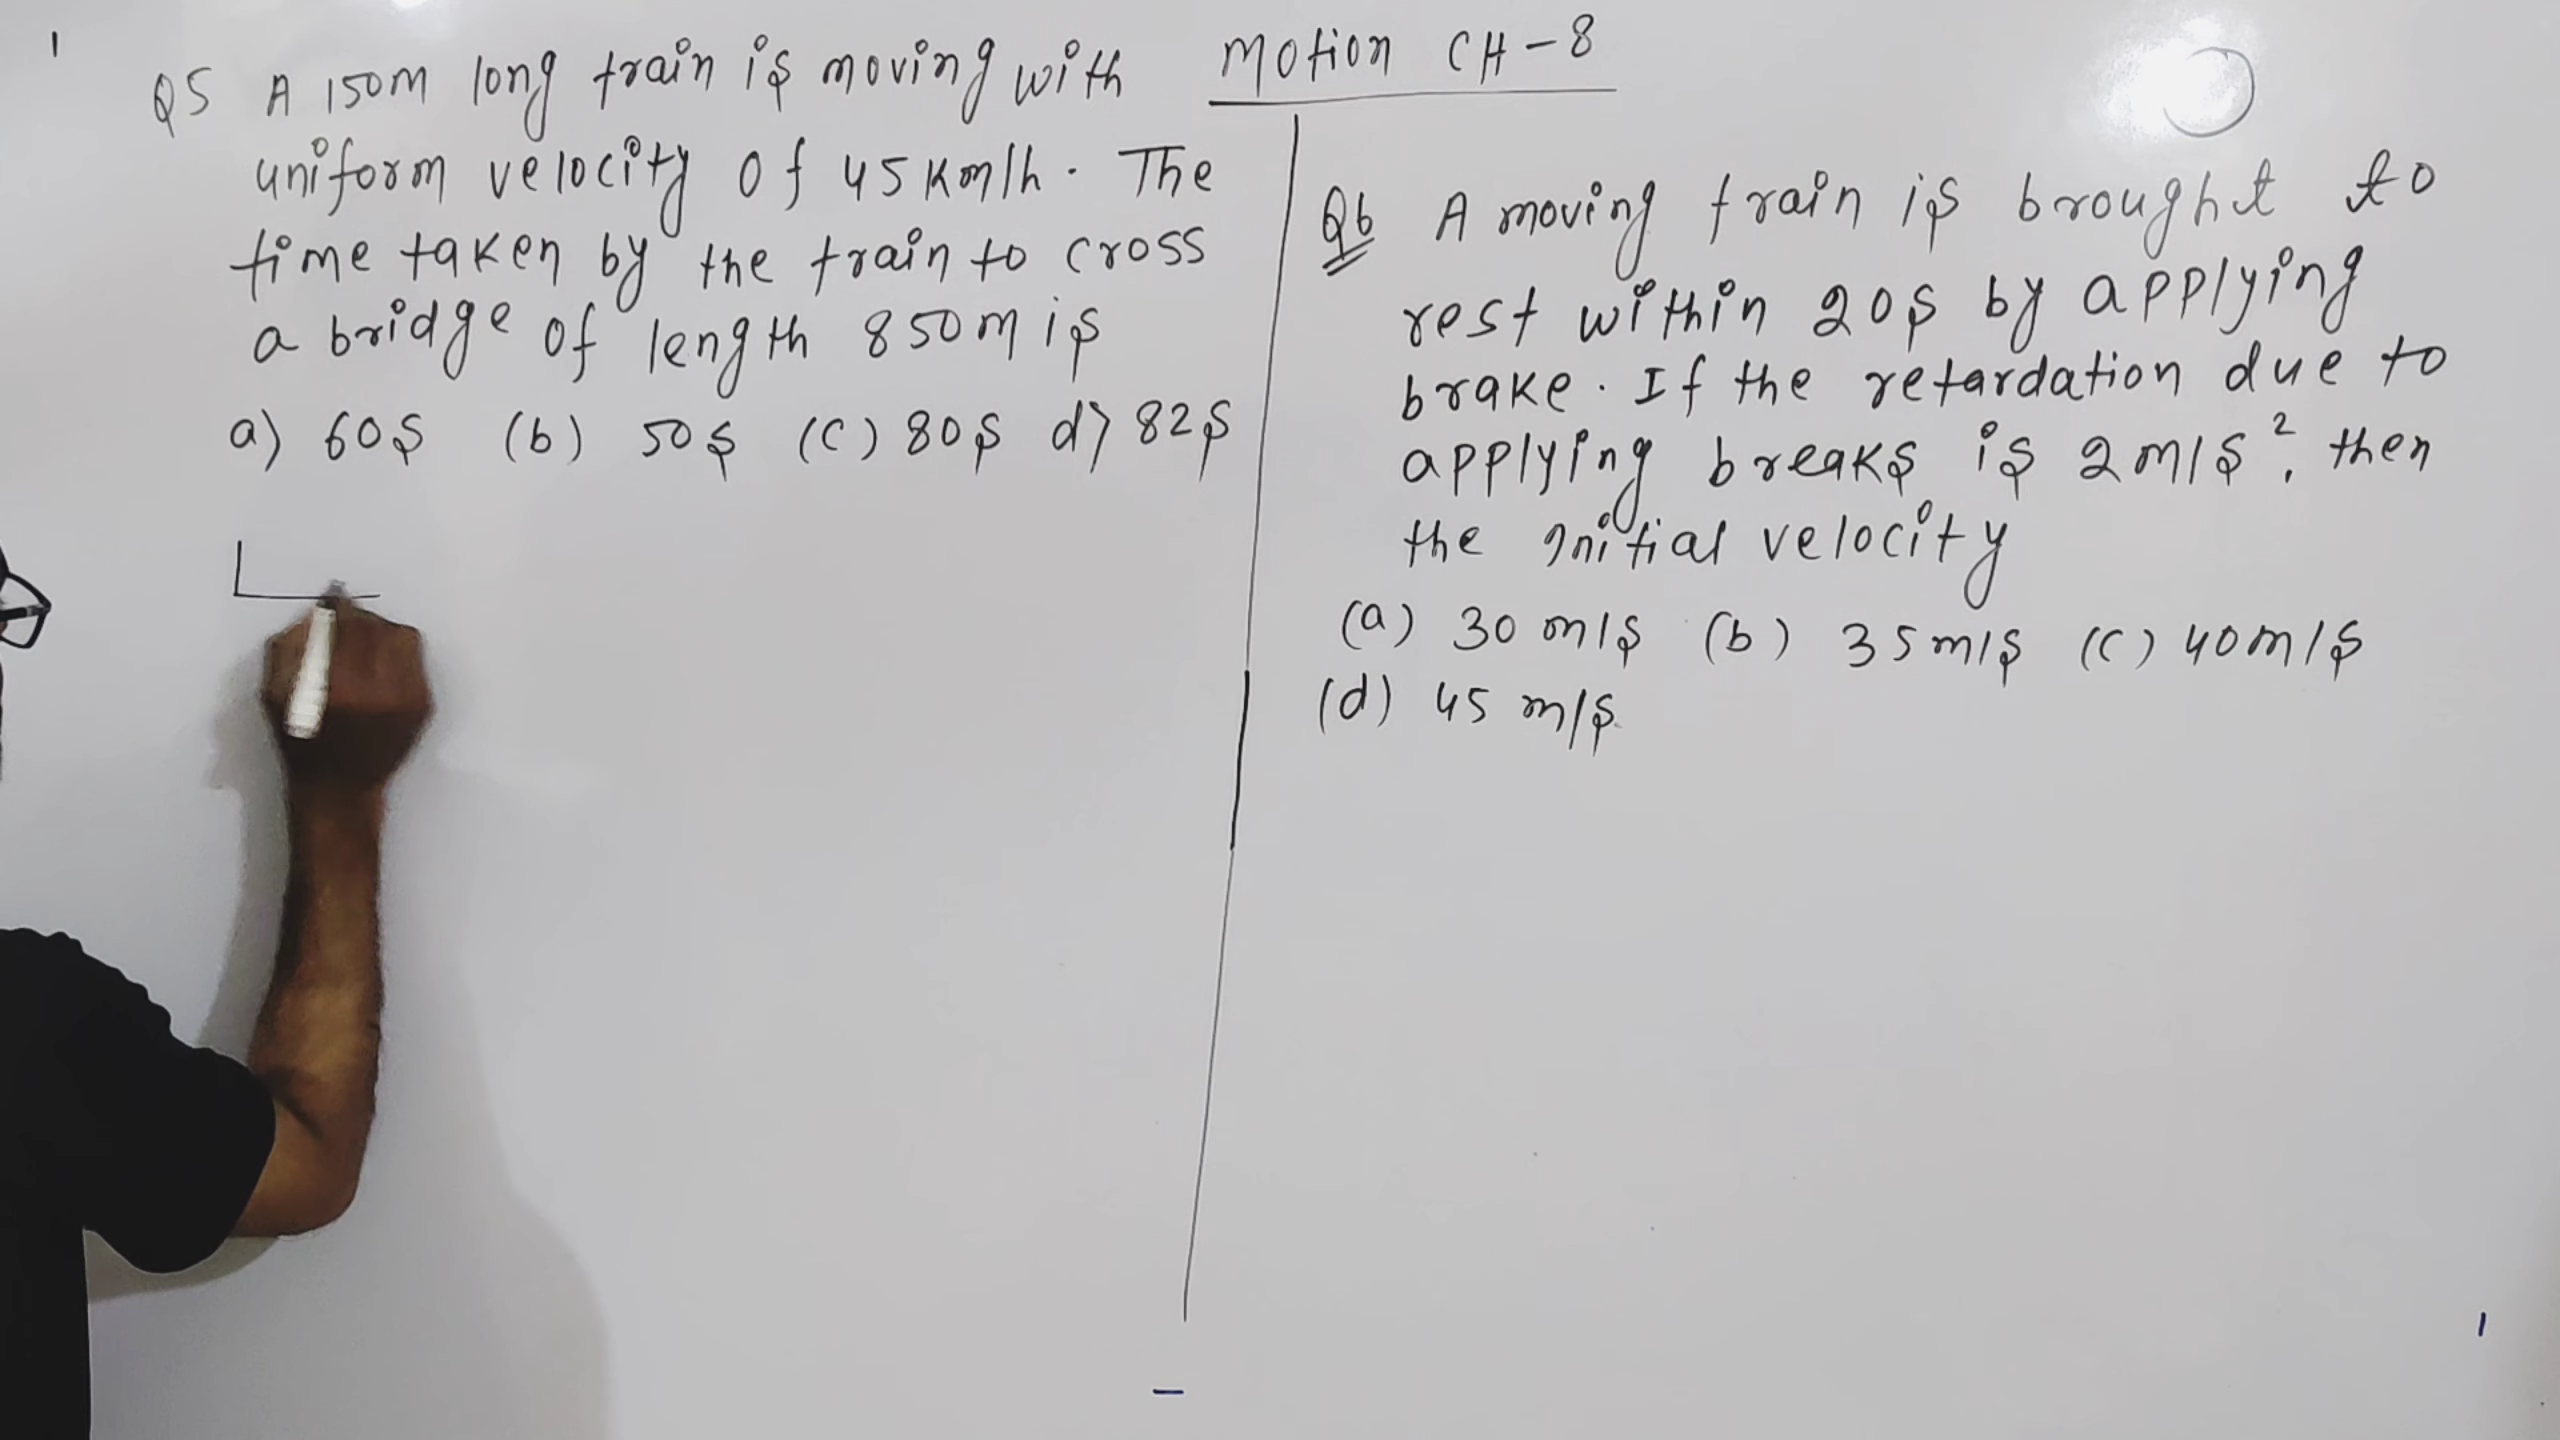 Motion CH-8
Q5 A 150m long train is moving with
uniform velocity of 45 Km/h. The
time taken by the train to cross
a bridge of length 850m is
a) 60s (b) 50s (c) 80s d) 82s
Q6 A moving train is brought to
rest within 20s by applying
brake. If the retardation due to
applying breaks is 2m/s², then
the initial velocity
(a) 30 m/s (b) 35m/s (c) 40m/s
(d) 45 m/s.